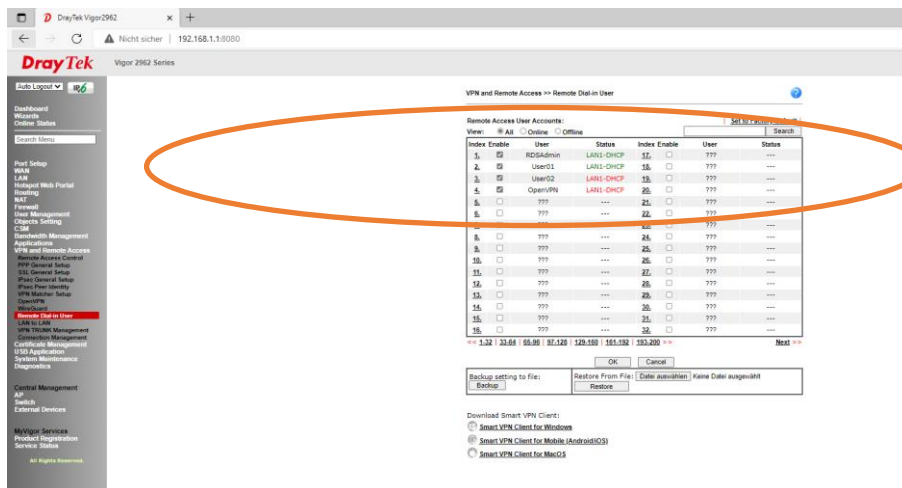 DrayTek Vigor2962
Nicht sicher | 192.168.1.1:8080
DrayTek Vigor 2962 Series
Auto Logout IPv6
Dashboard
Wizards
Online Status
Search Menu
Port Setup
WAN
LAN
Hotspot Web Portal
Routing
NAT
Firewall
User Management
Objects Setting
CSM
Bandwidth Management
Applications
VPN and Remote Access
Remote Access Control
PPP General Setup
SSL General Setup
IPsec General Setup
IPsec Peer Identity
VPN Matcher Setup
OpenVPN
WireGuard
Remote Dial-in User
LAN to LAN
VPN TRUNK Management
Connection Management
Certificate Management
USB Application
System Maintenance
Diagnostics
Central Management
AP
Switch
External Devices
MyVigor Services
Product Registration
Service Status
All Rights Reserved.
VPN and Remote Access >> Remote Dial-in User
Remote Access User Accounts: | Set to Factory Default |
View: All Online Offline Search
Index Enable User Status Index Enable User Status
1. RDSAdmin LAN1-DHCP 17. ??? ---
2. User01 LAN1-DHCP 18. ??? ---
3. User02 LAN1-DHCP 19. ??? ---
4. OpenVPN LAN1-DHCP 20. ??? ---
5. ??? --- 21. ??? ---
6. ??? --- 22. ??? ---
??? --- ??? ---
8. ??? --- 24. ??? ---
9. ??? --- 25. ??? ---
10. ??? --- 26. ??? ---
11. ??? --- 27. ??? ---
12. ??? --- 28. ??? ---
13. ??? --- 29. ??? ---
14. ??? --- 30. ??? ---
15. ??? --- 31. ??? ---
16. ??? --- 32. ??? ---
<< 1-32 | 33-64 | 65-96 | 97-128 | 129-160 | 161-192 | 193-200 >> Next >>
OK Cancel
Backup setting to file: Restore From File: Datei auswählen Keine Datei ausgewählt
Backup Restore
Download Smart VPN Client:
Smart VPN Client for Windows
Smart VPN Client for Mobile (Android/iOS)
Smart VPN Client for MacOS